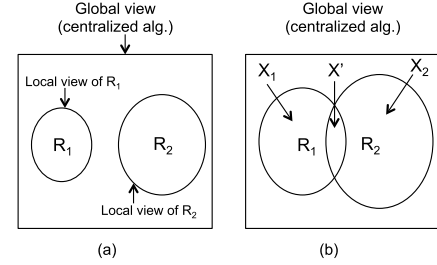 Global view
(centralized alg.)
Local view of R₁
R₁
R₂
Local view of R₂
(a)
Global view
(centralized alg.)
X₁
X'
X₂
R₁
R₂
(b)